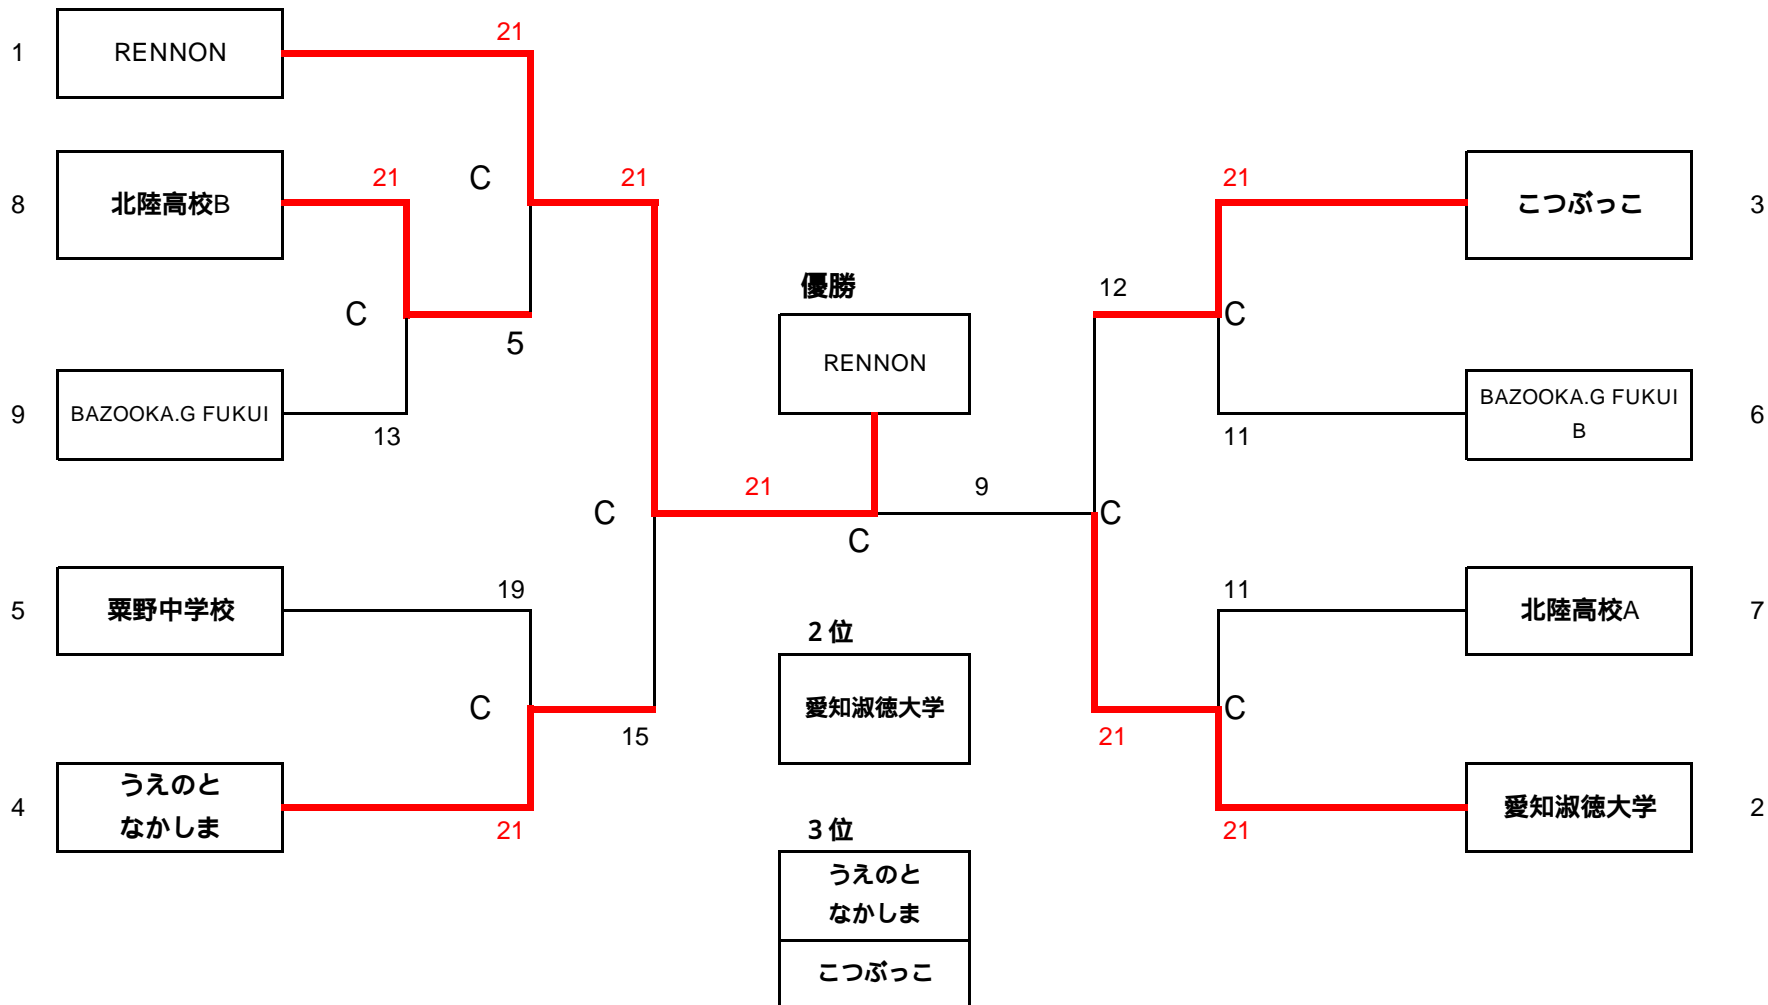 21
1
RENNON
8
北陸高校B
21
C
21
21
こつぶっこ
3
優勝
12
C
C
5
RENNON
9
BAZOOKA.G FUKUI
13
BAZOOKA.G FUKUI
B
6
11
21
9
C
C
C
5
粟野中学校
19
11
北陸高校A
7
2位
C
愛知淑徳大学
C
15
21
4
うえのと
なかしま
21
21
愛知淑徳大学
2
3位
うえのと
なかしま
こつぶっこ